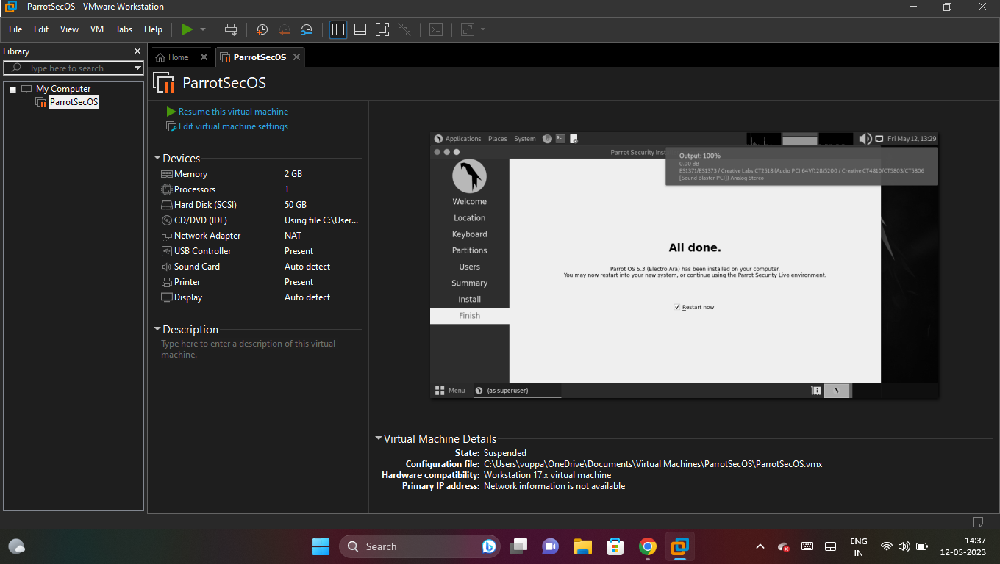 ParrotSecOS - VMware Workstation
File Edit View VM Tabs Help
Library
Home
ParrotSecOS
Type here to search
My Computer
ParrotSecOS
ParrotSecOS
Resume this virtual machine
Edit virtual machine settings
Devices
Memory 2 GB
Processors 1
Hard Disk (SCSI) 50 GB
CD/DVD (IDE) Using file C:\User...
Network Adapter NAT
USB Controller Present
Sound Card Auto detect
Printer Present
Display Auto detect
Description
Type here to enter a description of this virtual
machine.
Applications Places System
Fri May 12, 13:29
Parrot Security Inst
Output: 100%
0.00 dB
ES1371/ES1373 / Creative Labs CT2518 (Audio PCI 64V/128/5200 / Creative CT4810/CT5803/CT5806
[Sound Blaster PCI]) Analog Stereo
Welcome
Location
Keyboard
Partitions
Users
Summary
Install
Finish
All done.
Parrot OS 5.3 (Electro Ara) has been installed on your computer.
You may now restart into your new system, or continue using the Parrot Security Live environment.
Restart now
Menu
(as superuser)
Virtual Machine Details
State: Suspended
Configuration file: C:\Users\vuppa\OneDrive\Documents\Virtual Machines\ParrotSecOS\ParrotSecOS.vmx
Hardware compatibility: Workstation 17.x virtual machine
Primary IP address: Network information is not available
Search
ENG
IN
14:37
12-05-2023